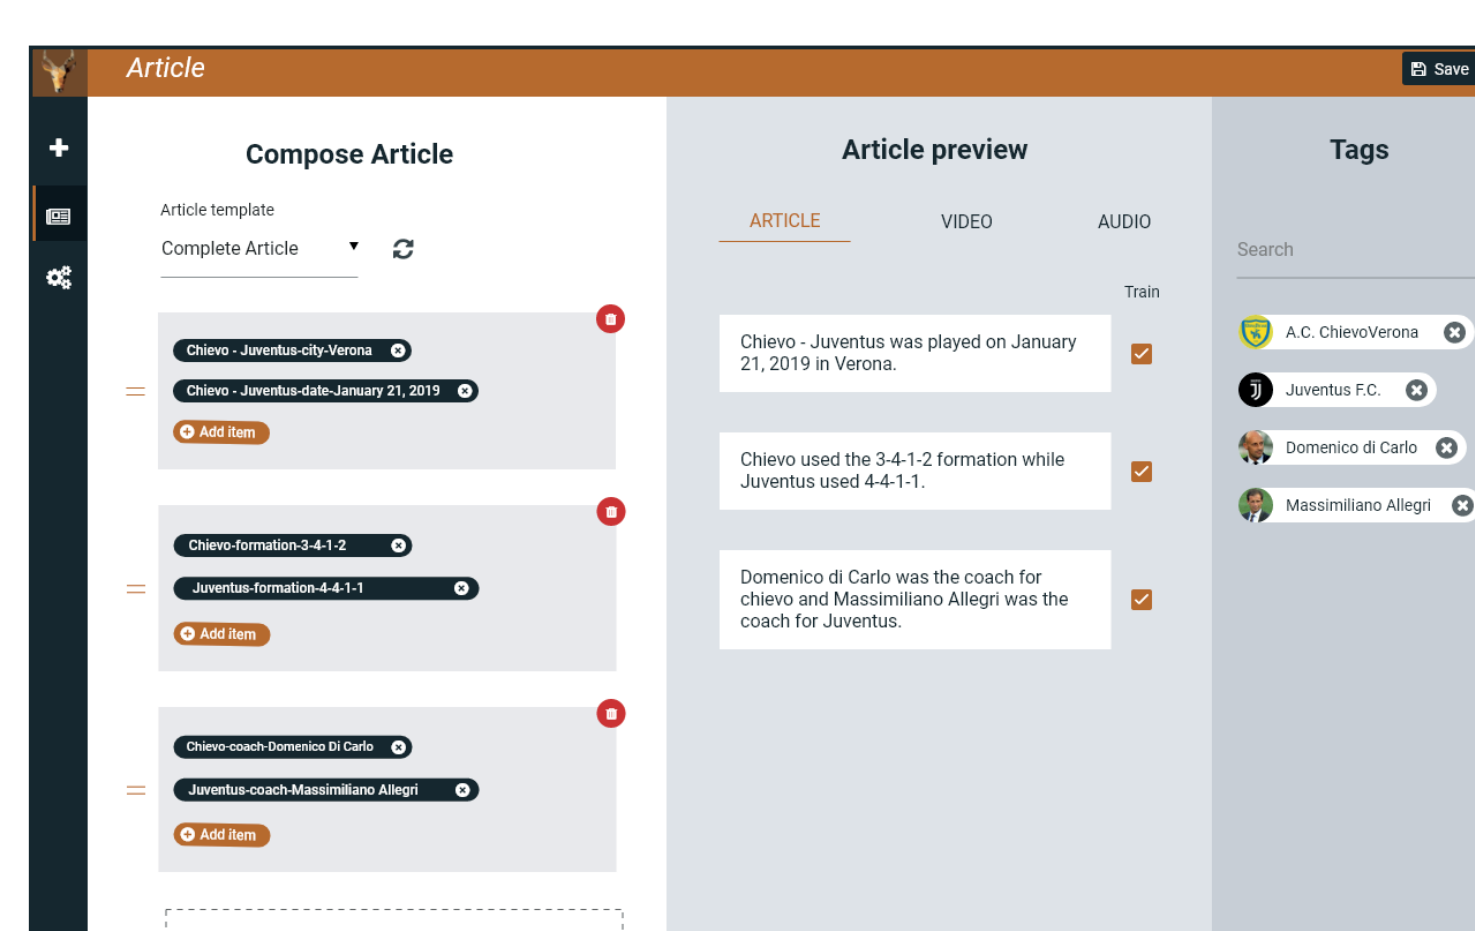 Article
Save
Compose Article
Article template
Complete Article
Chievo - Juventus-city-Verona
Chievo - Juventus-date-January 21, 2019
Add item
Chievo-formation-3-4-1-2
Juventus-formation-4-4-1-1
Add item
Chievo-coach-Domenico Di Carlo
Juventus-coach-Massimiliano Allegri
Add item
Article preview
ARTICLE
VIDEO
AUDIO
Train
Chievo - Juventus was played on January
21, 2019 in Verona.
Chievo used the 3-4-1-2 formation while
Juventus used 4-4-1-1.
Domenico di Carlo was the coach for
chievo and Massimiliano Allegri was the
coach for Juventus.
Tags
Search
A.C. ChievoVerona
Juventus F.C.
Domenico di Carlo
Massimiliano Allegri